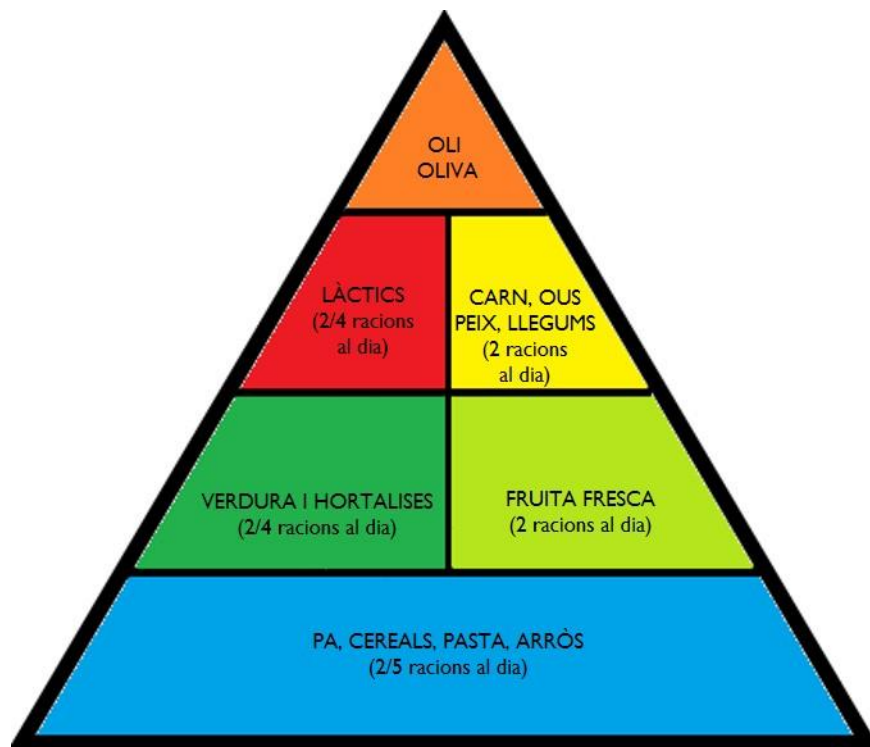 OLI
OLIVA
LÀCTICS
(2/4 racions
al dia)
CARN, OUS
PEIX, LLEGUMS
(2 racions
al dia)
VERDURA I HORTALISES
(2/4 racions al dia)
FRUITA FRESCA
(2 racions al dia)
PA, CEREALS, PASTA, ARRÒS
(2/5 racions al dia)